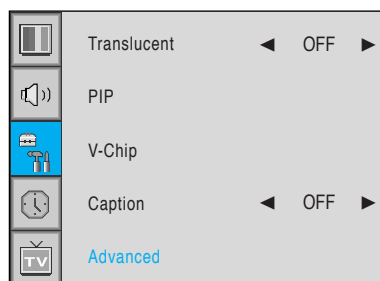 Translucent ◄ OFF ►
PIP
V-Chip
Caption ◄ OFF ►
TV Advanced